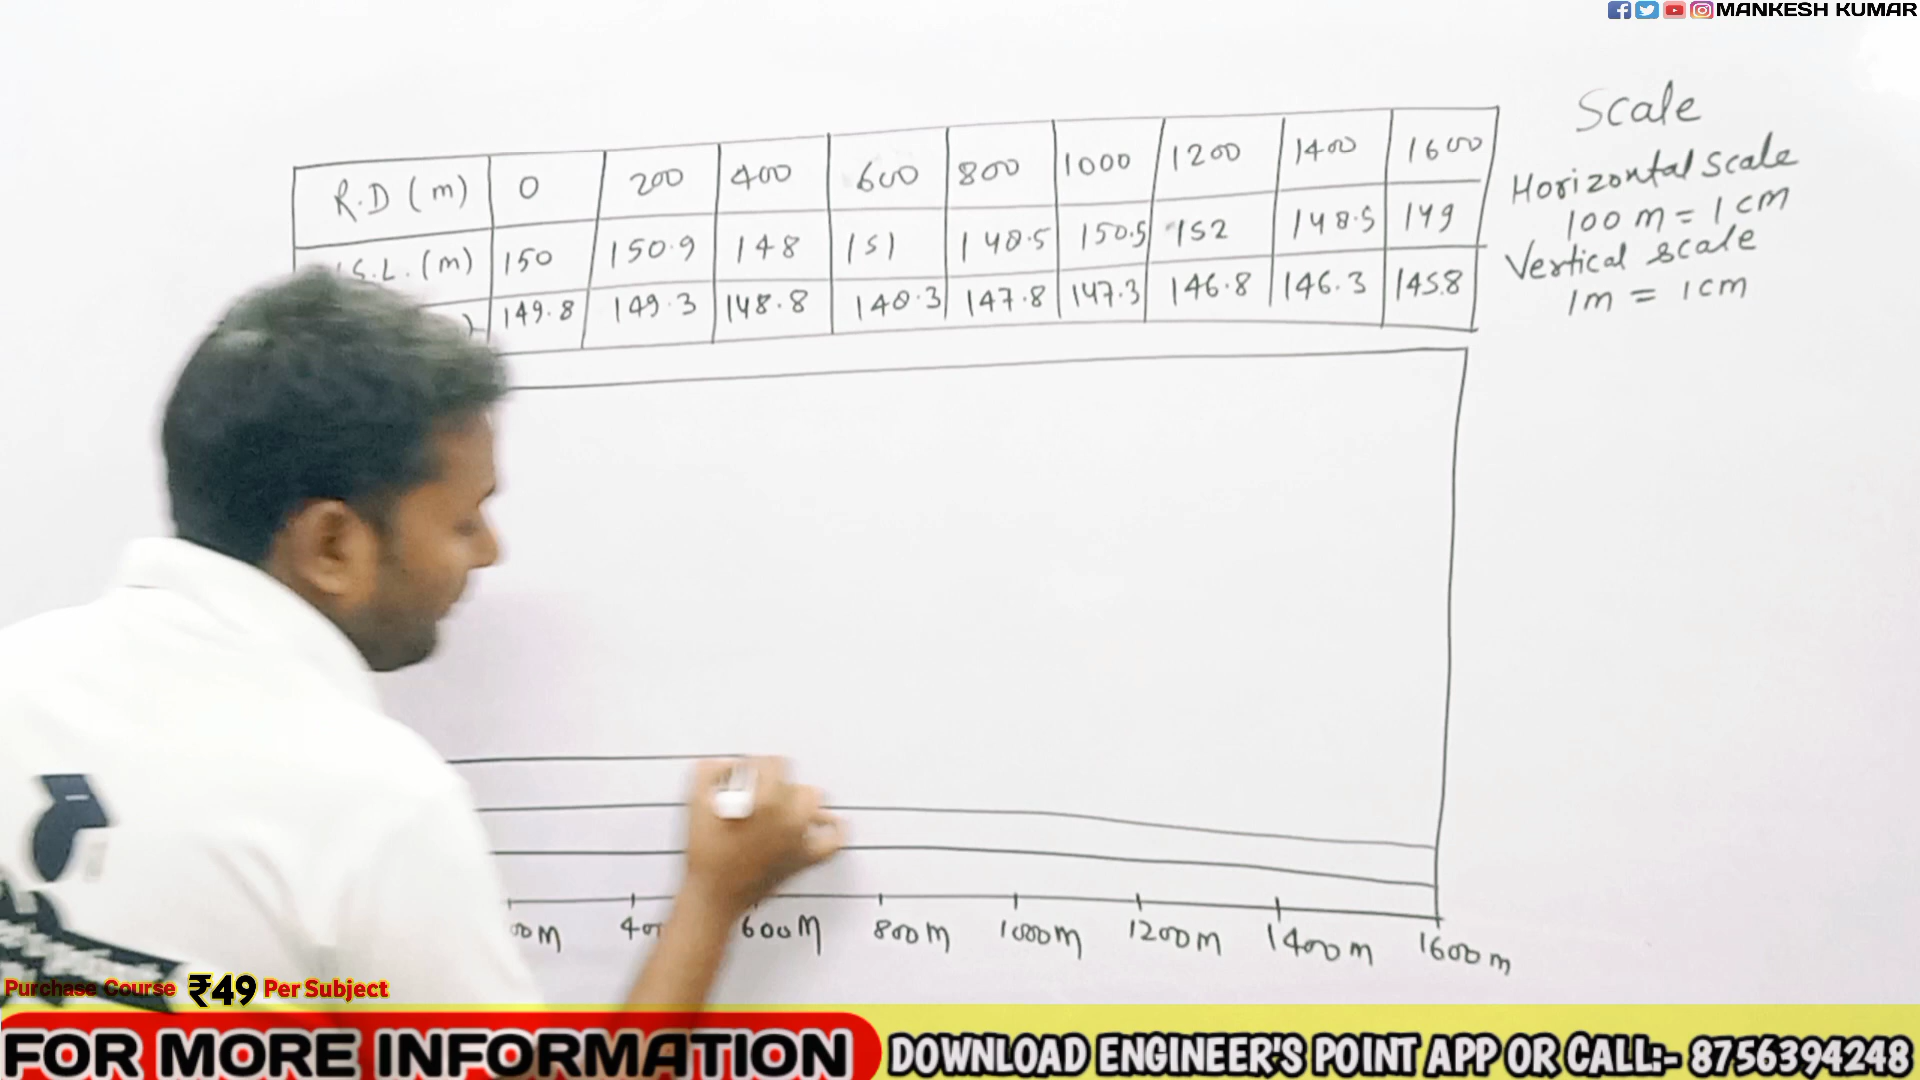 MANKESH KUMAR
Scale
Horizontal Scale
100 m = 1 cm
Vertical scale
1m = 1cm
R.D (m) 0 200 400 600 800 1000 1200 1400 1600
S.L. (m) 150 150.9 148 151 148.5 150.5 152 148.5 149
149.8 149.3 148.8 148.3 147.8 147.3 146.8 146.3 145.8
00m 40 600m 800m 1000m 1200m 1400m 1600m
Purchase Course ₹49 Per Subject
FOR MORE INFORMATION DOWNLOAD ENGINEER'S POINT APP OR CALL:- 8756394248